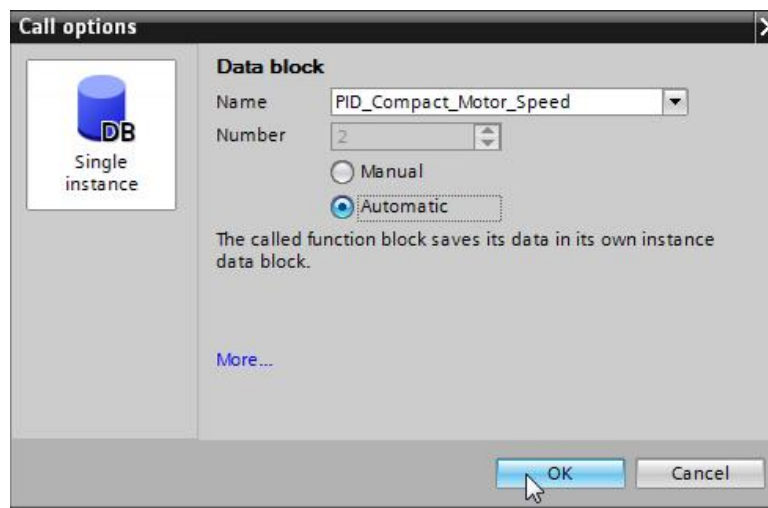 Call options
DB
Single
instance
Data block
Name
PID_Compact_Motor_Speed
Number
2
Manual
Automatic
The called function block saves its data in its own instance
data block.
More...
OK
Cancel